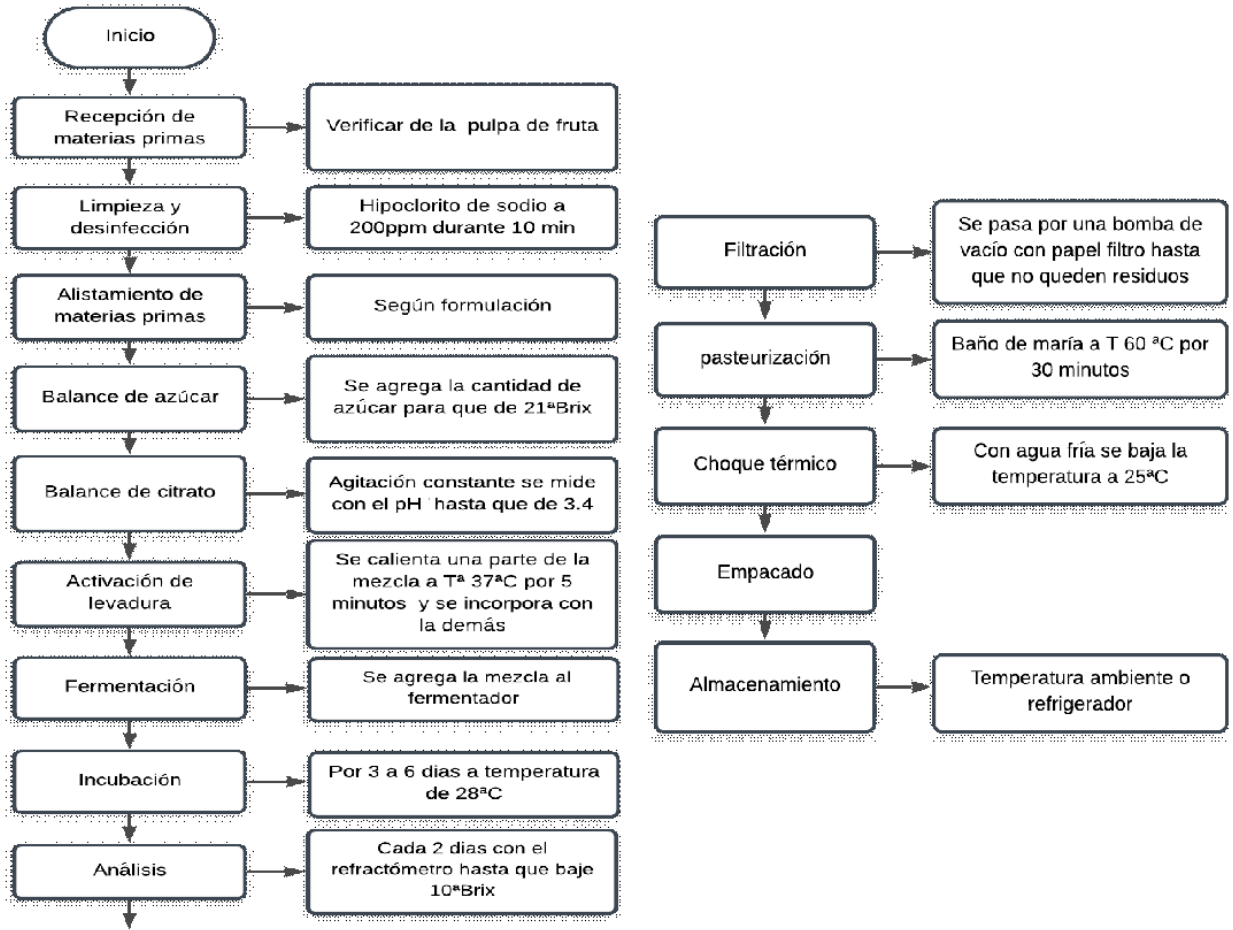 Inicio
Recepción de
materias primas
Verificar de la pulpa de fruta
Limpieza y
desinfección
Hipoclorito de sodio a
200ppm durante 10 min
Alistamiento de
materias primas
Según formulación
Balance de azúcar
Se agrega la cantidad de
azúcar para que de 21ªBrix
Balance de citrato
Agitación constante se mide
con el pH hasta que de 3.4
Activación de
levadura
Se calienta una parte de la
mezcla a Tª 37ªC por 5
minutos y se incorpora con
la demás
Fermentación
Se agrega la mezcla al
fermentador
Incubación
Por 3 a 6 dias a temperatura
de 28ªC
Análisis
Cada 2 dias con el
refractómetro hasta que baje
10ªBrix
Filtración
Se pasa por una bomba de
vacío con papel filtro hasta
que no queden residuos
pasteurización
Baño de maría a T 60 ªC por
30 minutos
Choque térmico
Con agua fría se baja la
temperatura a 25ªC
Empacado
Almacenamiento
Temperatura ambiente o
refrigerador